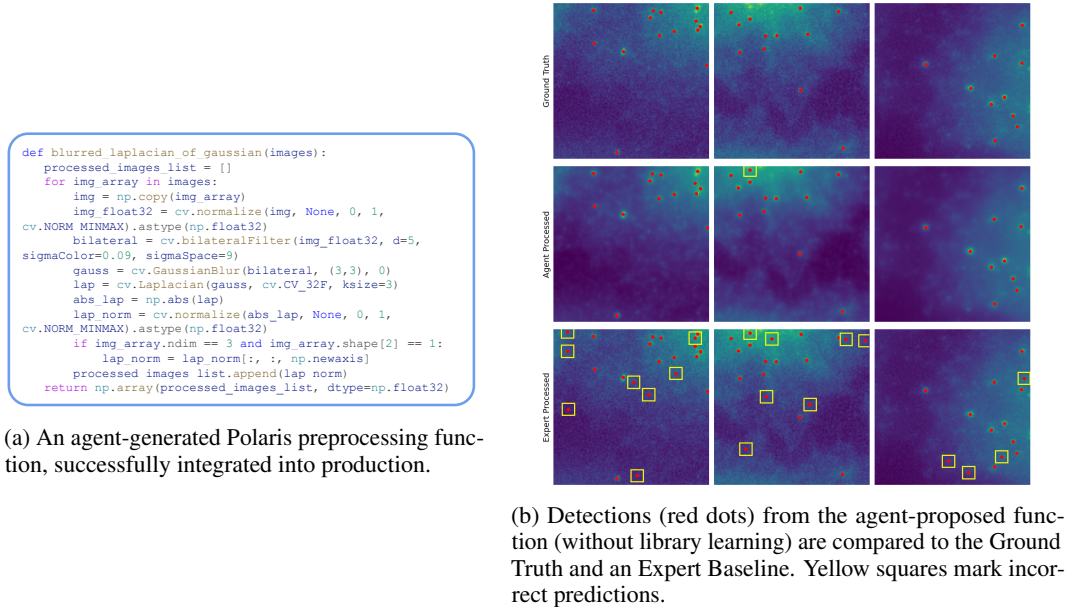 def blurred_laplacian_of_gaussian(images):
processed_images_list = []
for img_array in images:
img = np.copy(img_array)
img_float32 = cv.normalize(img, None, 0, 1,
cv.NORM_MINMAX).astype(np.float32)
bilateral = cv.bilateralFilter(img_float32, d=5,
sigmaColor=0.09, sigmaSpace=9)
gauss = cv.GaussianBlur(bilateral, (3,3), 0)
lap = cv.Laplacian(gauss, cv.CV_32F, ksize=3)
abs_lap = np.abs(lap)
lap_norm = cv.normalize(abs_lap, None, 0, 1,
cv.NORM_MINMAX).astype(np.float32)
if img_array.ndim == 3 and img_array.shape[2] == 1:
lap_norm = lap_norm[:, :, np.newaxis]
processed_images_list.append(lap_norm)
return np.array(processed_images_list, dtype=np.float32)
(a) An agent-generated Polaris preprocessing func-
tion, successfully integrated into production.
Ground Truth
Agent Processed
Expert Processed
(b) Detections (red dots) from the agent-proposed func-
tion (without library learning) are compared to the Ground
Truth and an Expert Baseline. Yellow squares mark incor-
rect predictions.